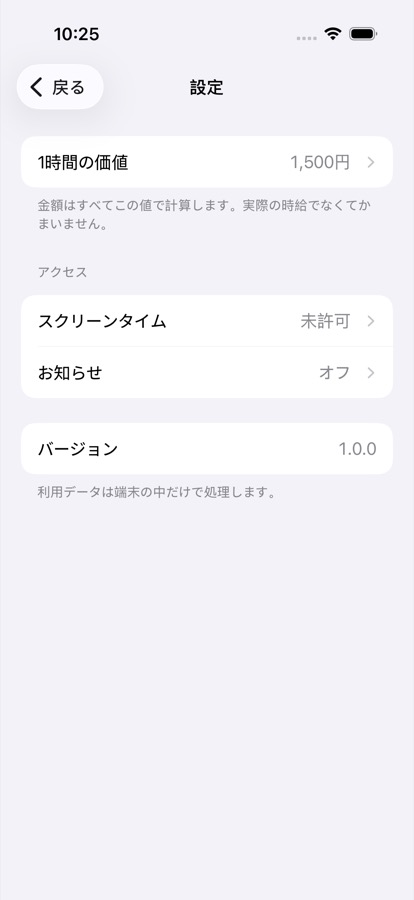 10:25
戻る
設定
1時間の価値
1,500円
金額はすべてこの値で計算します。実際の時給でなくてか
まいません。
アクセス
スクリーンタイム
未許可
お知らせ
オフ
バージョン
1.0.0
利用データは端末の中だけで処理します。